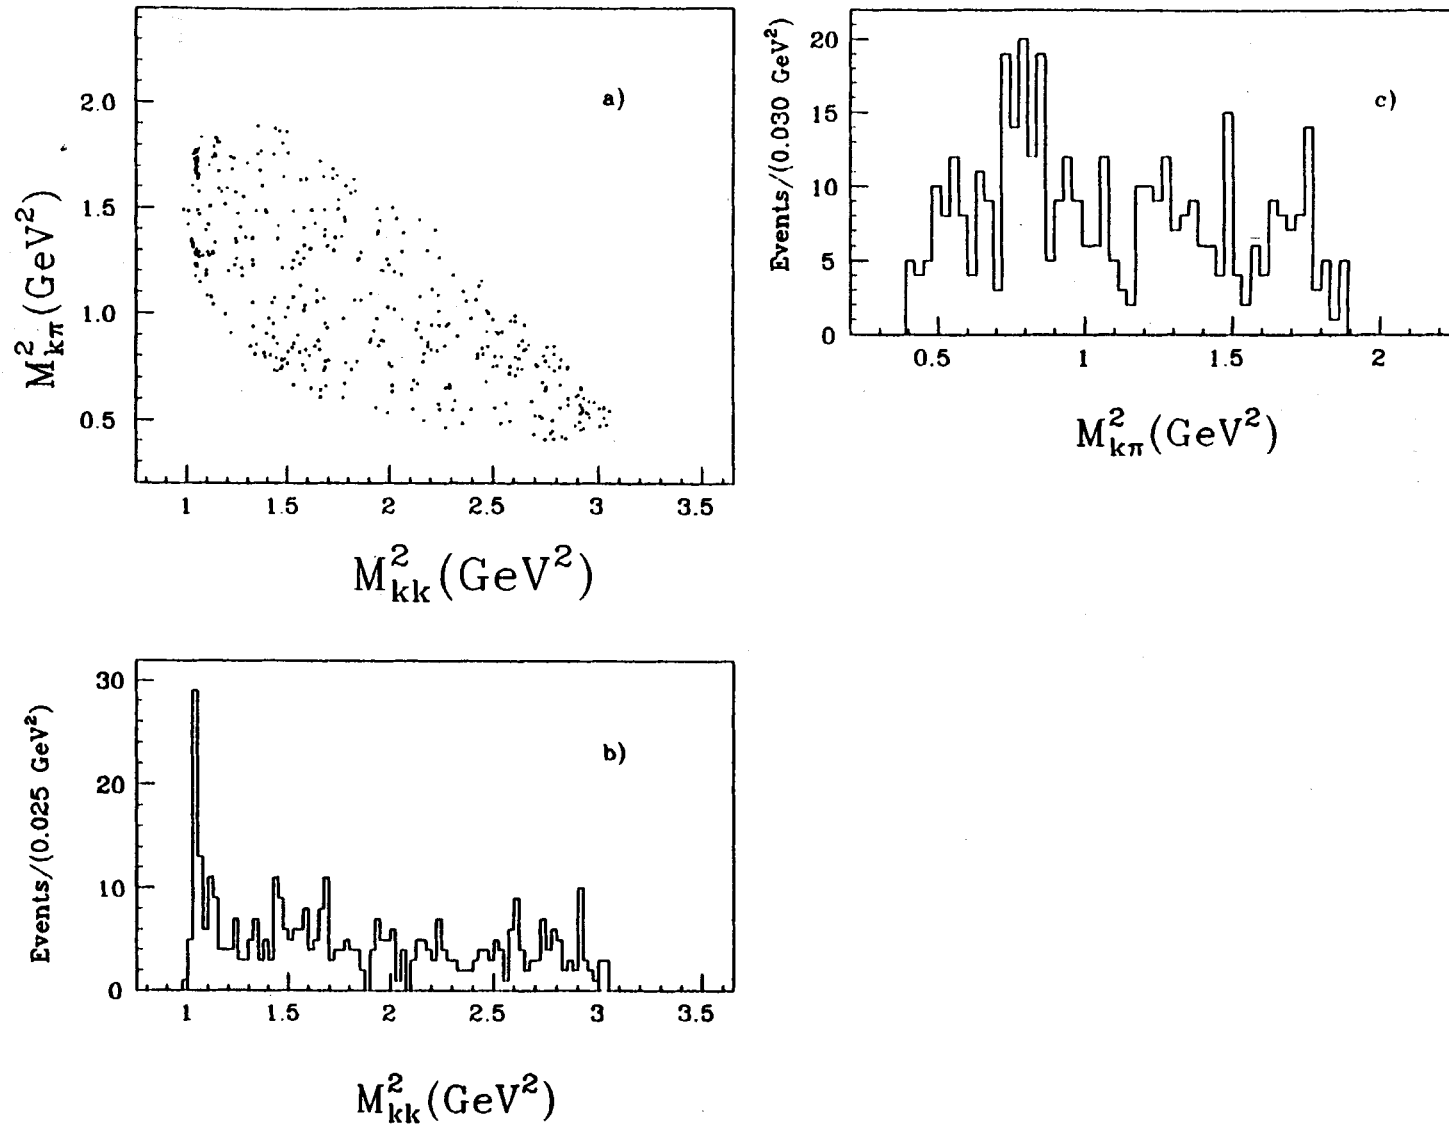 a)
2.0
1.5
1.0
0.5
M²kπ(GeV²)
1 1.5 2 2.5 3 3.5
M²kk(GeV²)
c)
20
15
10
5
0
Events/(0.030 GeV²)
0.5 1 1.5 2
M²kπ(GeV²)
b)
30
20
10
0
Events/(0.025 GeV²)
1 1.5 2 2.5 3 3.5
M²kk(GeV²)